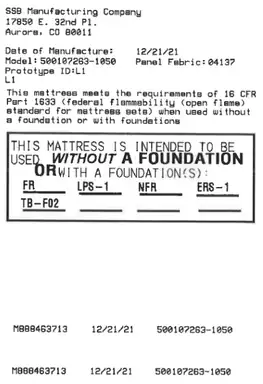 SSB Manufacturing Company
17850 E. 32nd Pl.
Aurora, CO 80011
Date of Manufacture: 12/21/21
Model:500107263-1050 Panel Fabric:04137
Prototype ID:L1
L1
This mattress meets the requirements of 16 CFR
Part 1633 (federal flammability (open flame)
standard for mattress sets) when used without
a foundation or with foundations
THIS MATTRESS IS INTENDED TO BE
USED WITHOUT A FOUNDATION
OR WITH A FOUNDATION(S):
FR LPS-1 NFR ERS-1
TB-F02
M888463713 12/21/21 500107263-1050
M888463713 12/21/21 500107263-1050